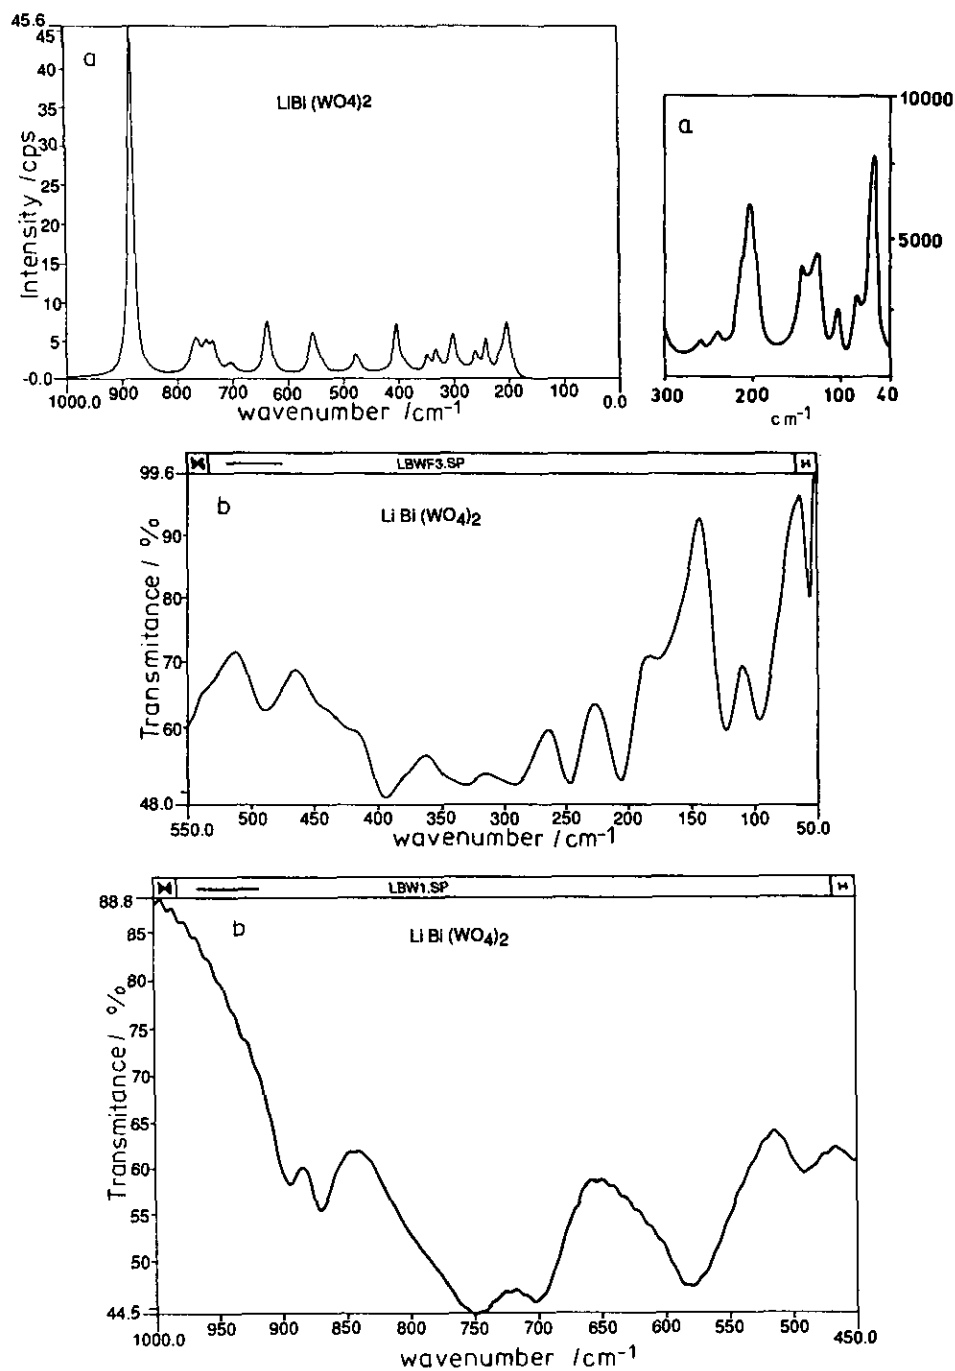 45.6
45
40
35
30
25
20
15
10
5
-0.0
Intensity /cps
a
LiBi (WO4)2
1000.0 900 800 700 600 500 400 300 200 100 0.0
wavenumber /cm-1
a
10000
5000
300 200 100 40
cm-1
LBWF3.SP
99.6
90
80
70
60
48.0
Transmitance / %
b
Li Bi (WO4)2
550.0 500 450 400 350 300 250 200 150 100 50.0
wavenumber /cm-1
LBW1.SP
88.8
85
80
75
70
65
60
55
50
44.5
Transmitance / %
b
Li Bi (WO4)2
1000.0 950 900 850 800 750 700 650 600 550 500 450.0
wavenumber /cm-1